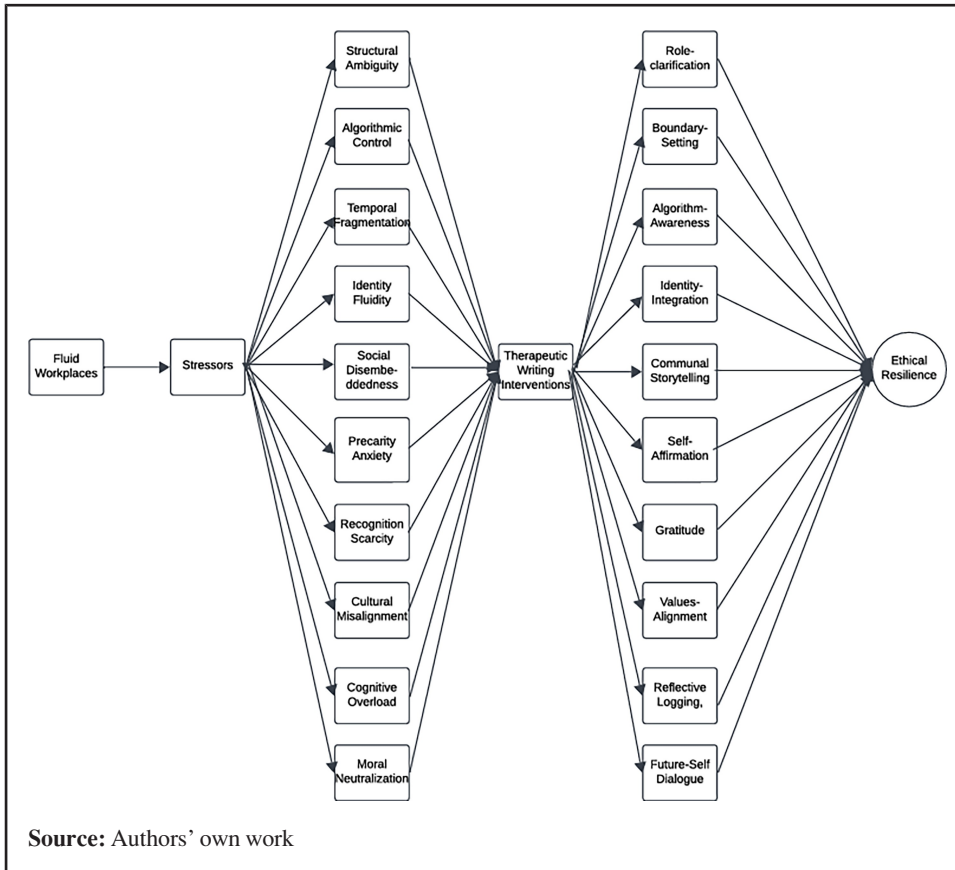 Fluid
Workplaces
Stressors
Structural
Ambiguity
Algorithmic
Control
Temporal
Fragmentation
Identity
Fluidity
Social
Disembe-
ddedness
Precarity
Anxiety
Recognition
Scarcity
Cultural
Misalignment
Cognitive
Overload
Moral
Neutralization
Therapeutic
Writing
Interventions
Role-
clarification
Boundary-
Setting
Algorithm-
Awareness
Identity-
Integration
Communal
Storytelling
Self-
Affirmation
Gratitude
Values-
Alignment
Reflective
Logging,
Future-Self
Dialogue
Ethical
Resilience
Source: Authors' own work